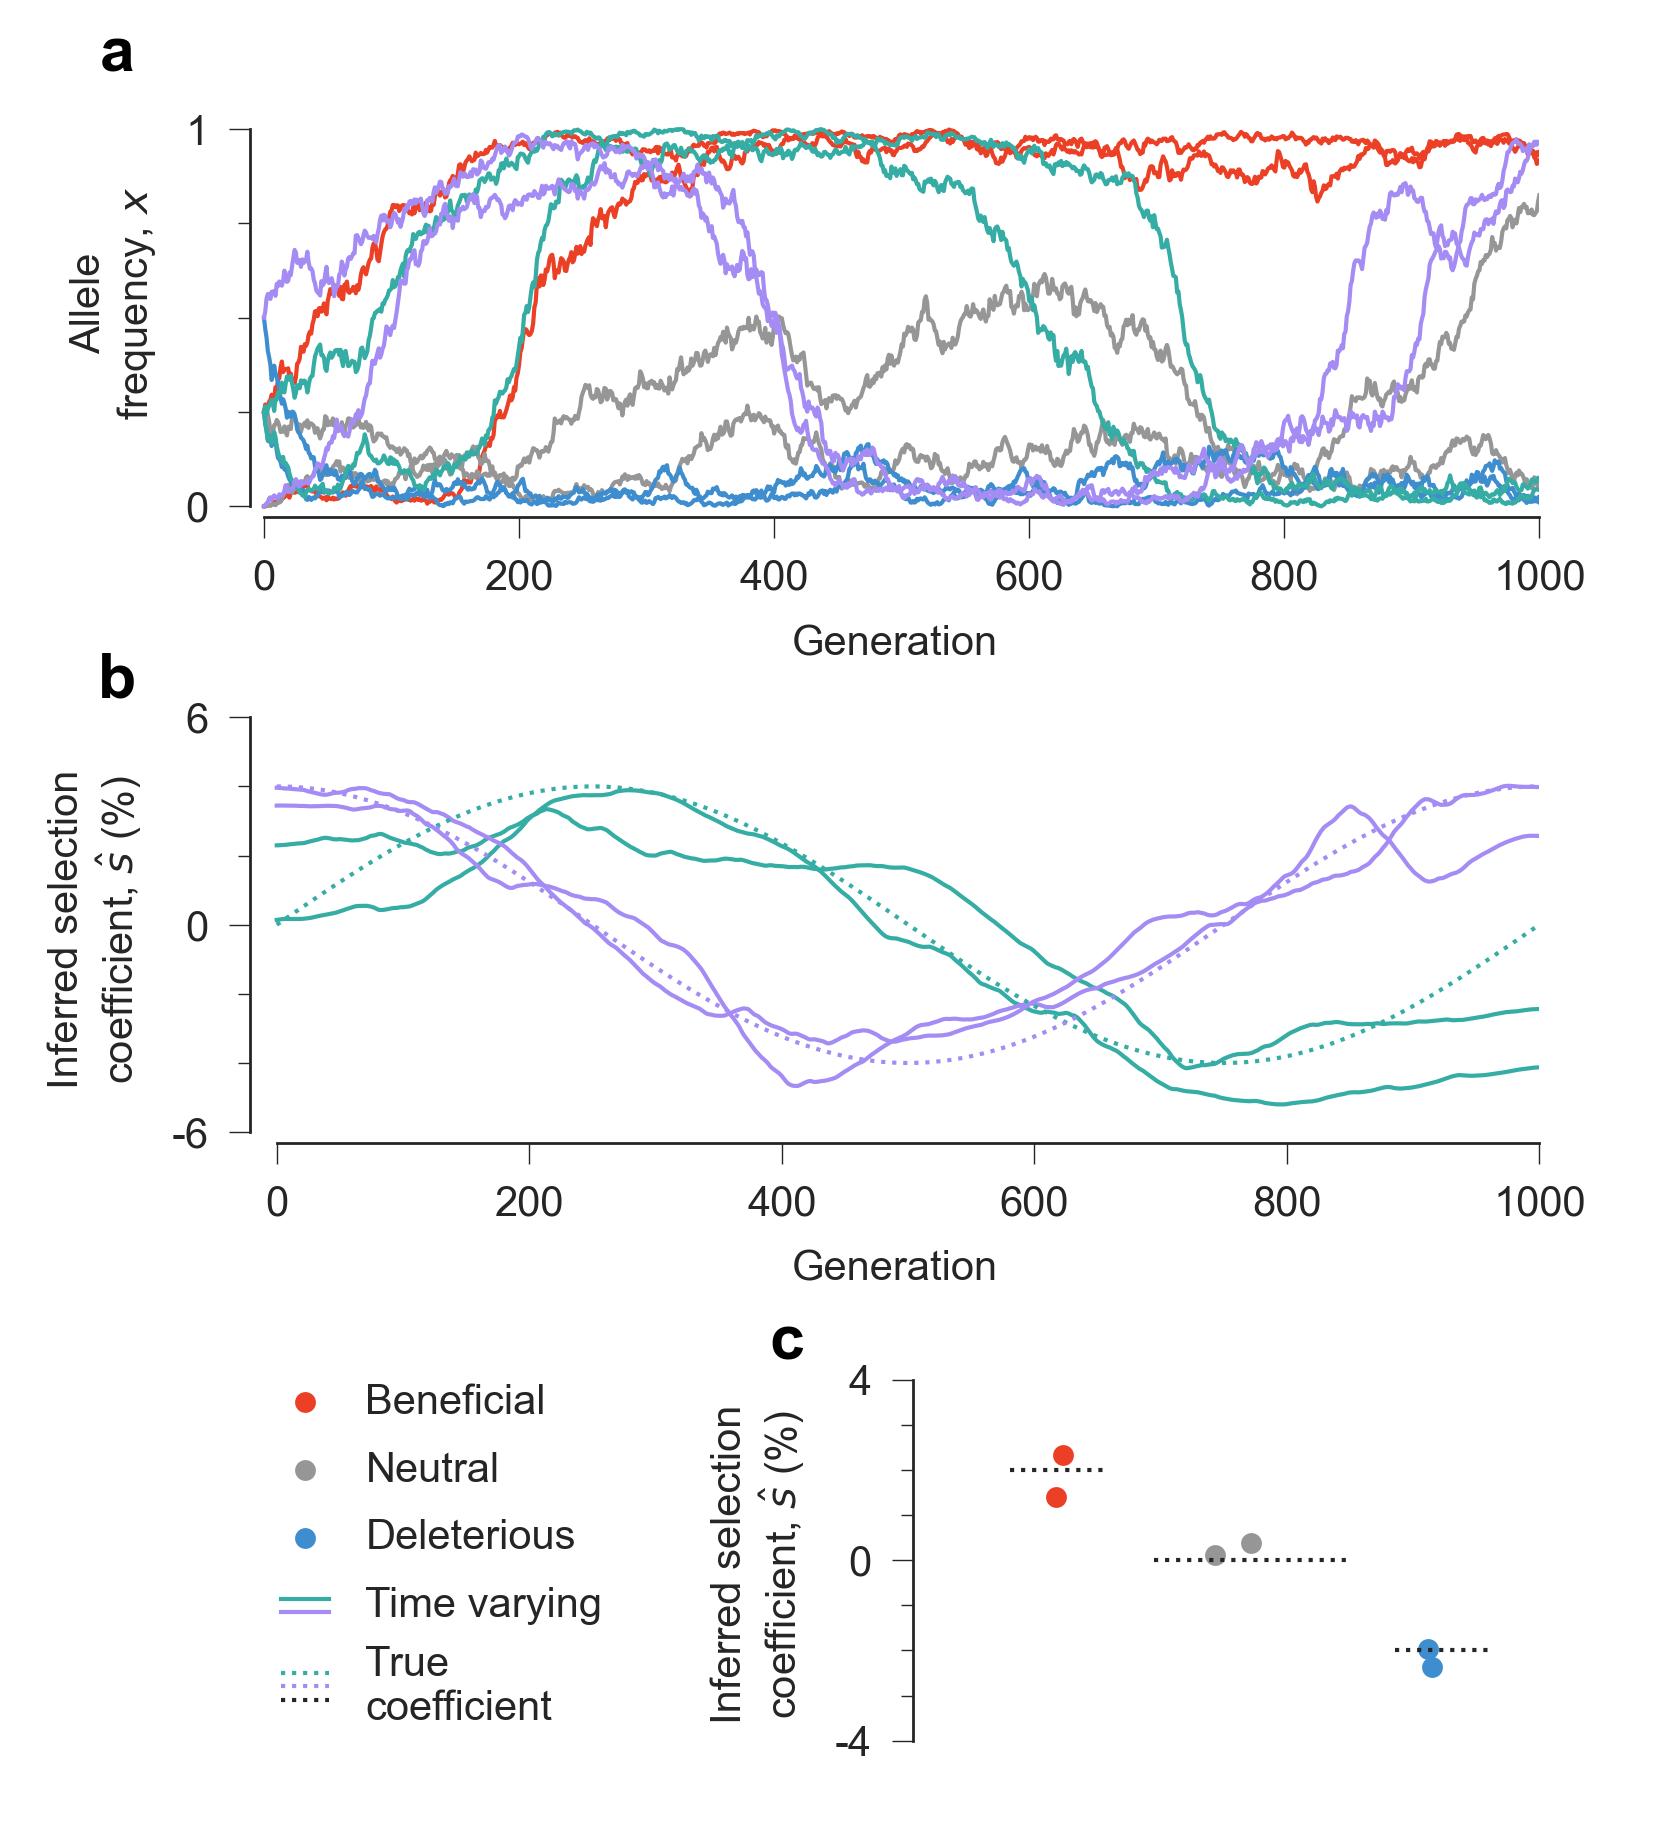 a
1
0
Allele
frequency, x
0 200 400 600 800 1000
Generation
b
6
0
-6
Inferred selection
coefficient, ŝ (%)
0 200 400 600 800 1000
Generation
c
4
0
-4
Inferred selection
coefficient, ŝ (%)
Beneficial
Neutral
Deleterious
Time varying
True
coefficient